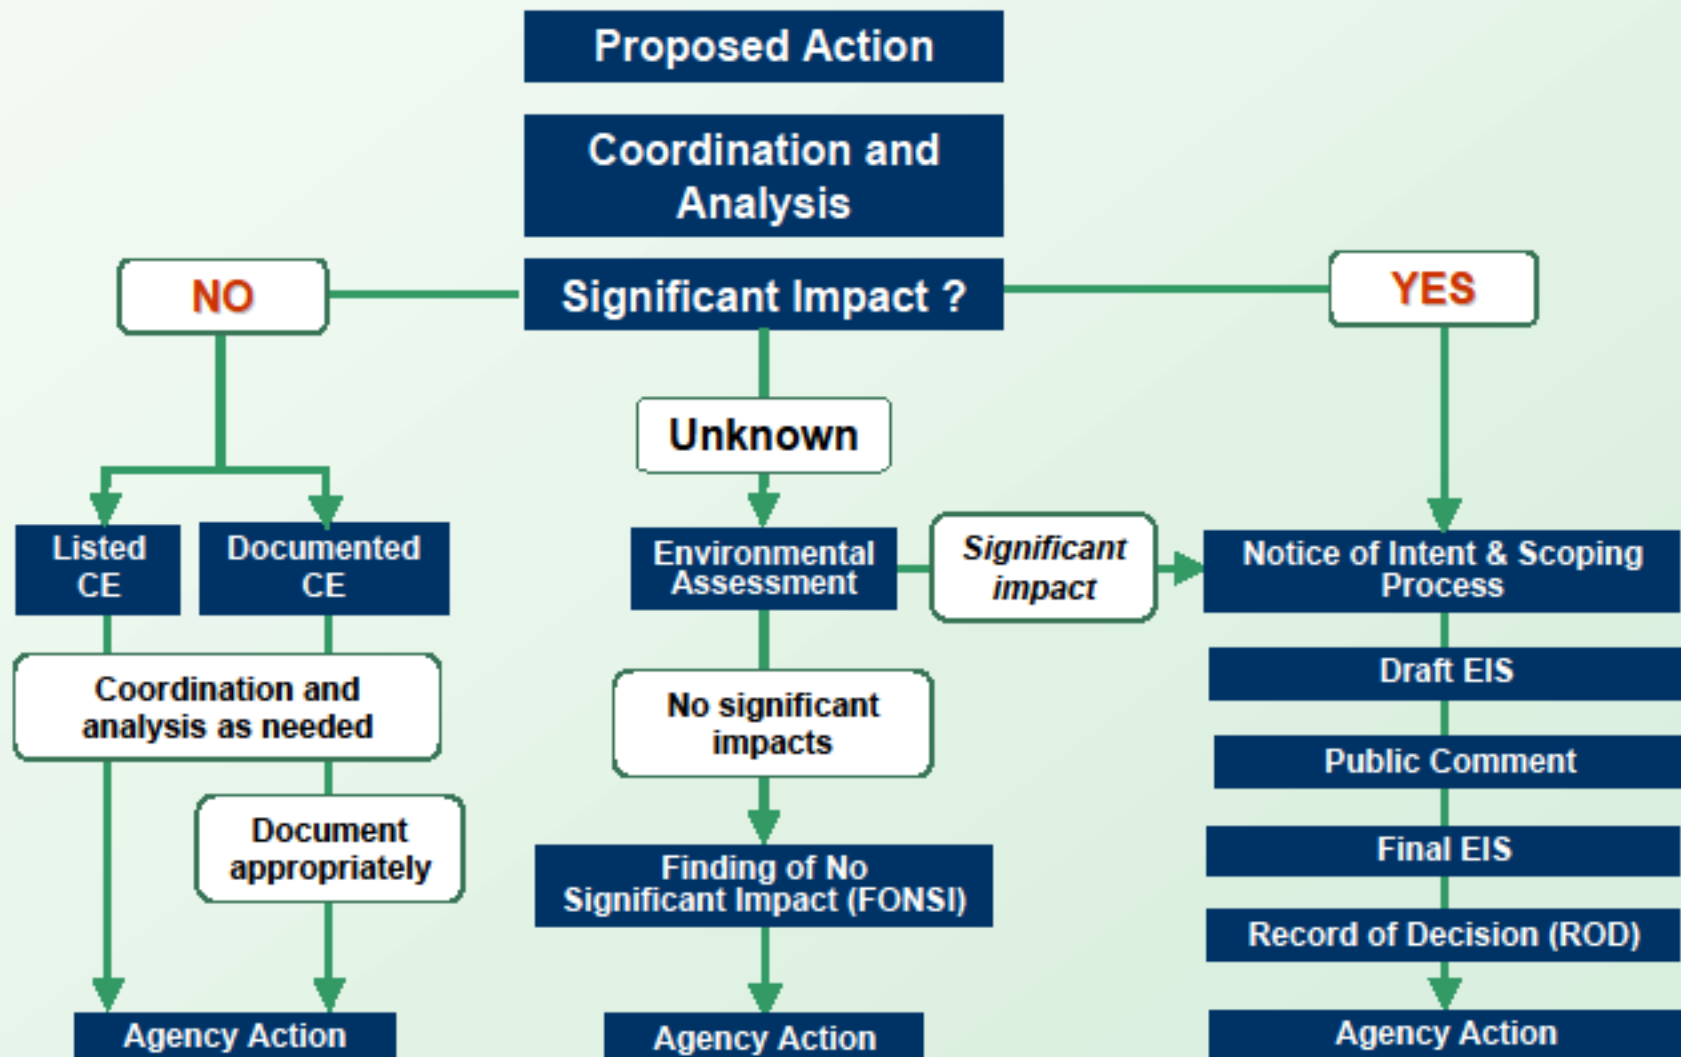 Proposed Action
Coordination and
Analysis
Significant Impact ?
NO
YES
Unknown
Listed
CE
Documented
CE
Environmental
Assessment
Significant
impact
Notice of Intent & Scoping
Process
Coordination and
analysis as needed
No significant
impacts
Draft EIS
Public Comment
Document
appropriately
Finding of No
Significant Impact (FONSI)
Final EIS
Record of Decision (ROD)
Agency Action
Agency Action
Agency Action